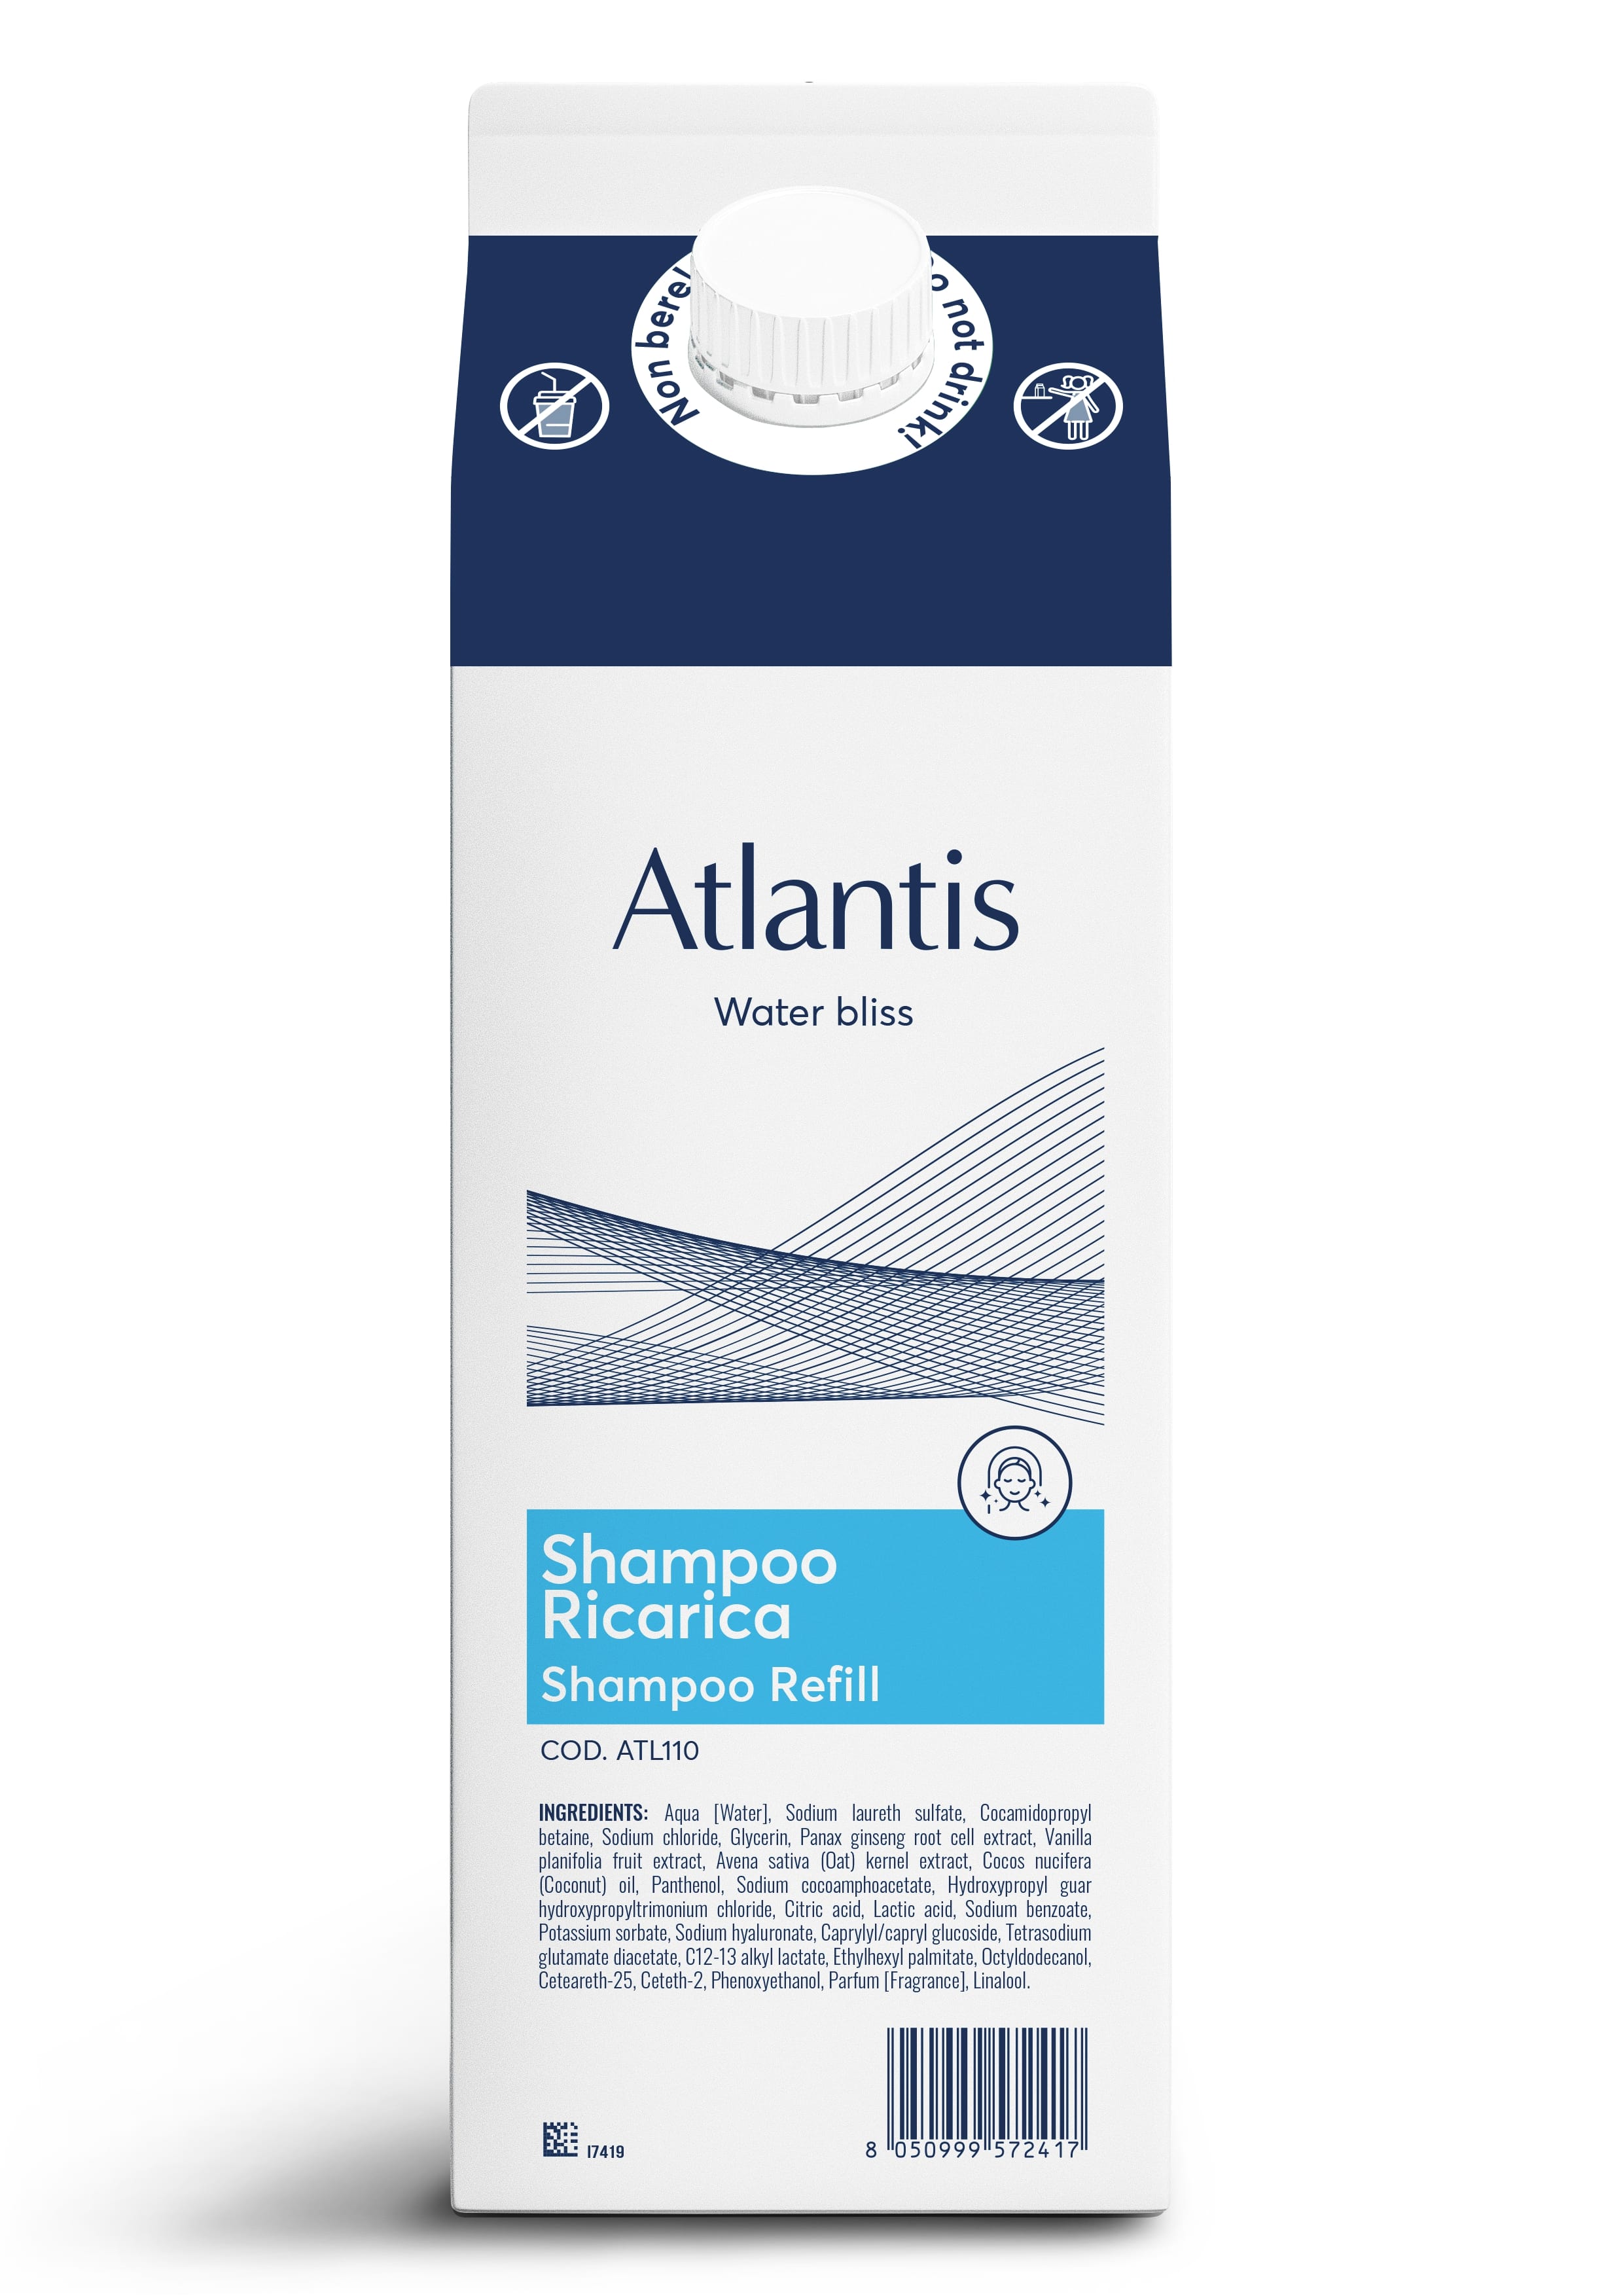 Non bere!
Do not drink!
Atlantis
Water bliss
Shampoo
Ricarica
Shampoo Refill
COD. ATL110
INGREDIENTS: Aqua [Water], Sodium laureth sulfate, Cocamidopropyl
betaine, Sodium chloride, Glycerin, Panax ginseng root cell extract, Vanilla
planifolia fruit extract, Avena sativa (Oat) kernel extract, Cocos nucifera
(Coconut) oil, Panthenol, Sodium cocoamphoacetate, Hydroxypropyl guar
hydroxypropyltrimonium chloride, Citric acid, Lactic acid, Sodium benzoate,
Potassium sorbate, Sodium hyaluronate, Caprylyl/capryl glucoside, Tetrasodium
glutamate diacetate, C12-13 alkyl lactate, Ethylhexyl palmitate, Octyldodecanol,
Ceteareth-25, Ceteth-2, Phenoxyethanol, Parfum [Fragrance], Linalool.
I7419
8 050999 572417